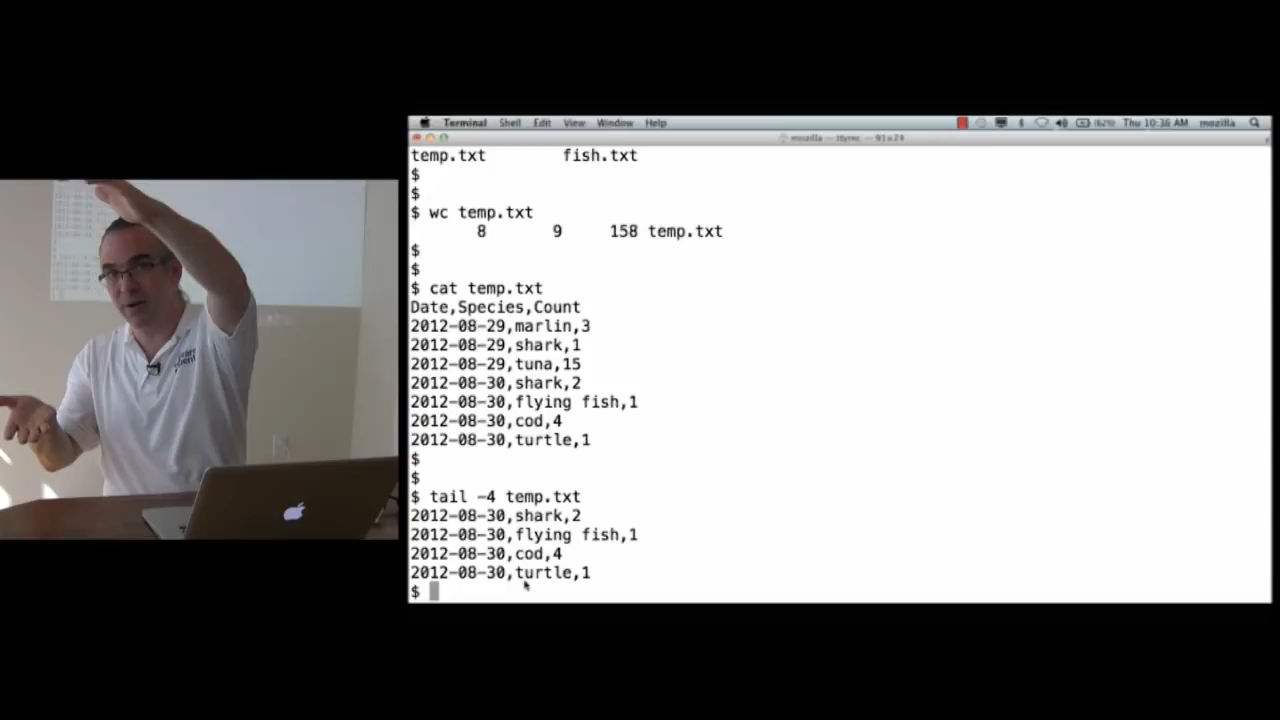 Terminal Shell Edit View Window Help Thu 10:36 AM mozilla
temp.txt fish.txt
$
$
$ wc temp.txt
8 9 158 temp.txt
$
$
$ cat temp.txt
Date,Species,Count
2012-08-29,marlin,3
2012-08-29,shark,1
2012-08-29,tuna,15
2012-08-30,shark,2
2012-08-30,flying fish,1
2012-08-30,cod,4
2012-08-30,turtle,1
$
$
$ tail -4 temp.txt
2012-08-30,shark,2
2012-08-30,flying fish,1
2012-08-30,cod,4
2012-08-30,turtle,1
$